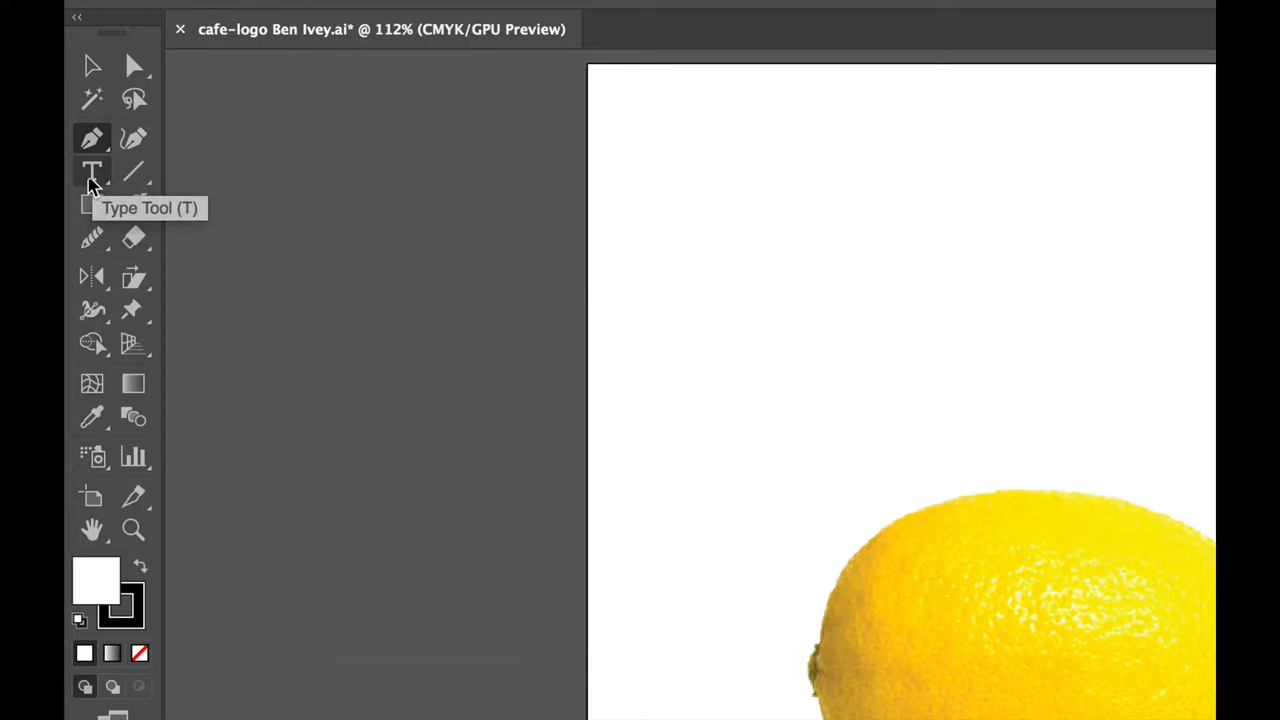 cafe-logo Ben Ivey.ai* @ 112% (CMYK/GPU Preview)
Type Tool (T)